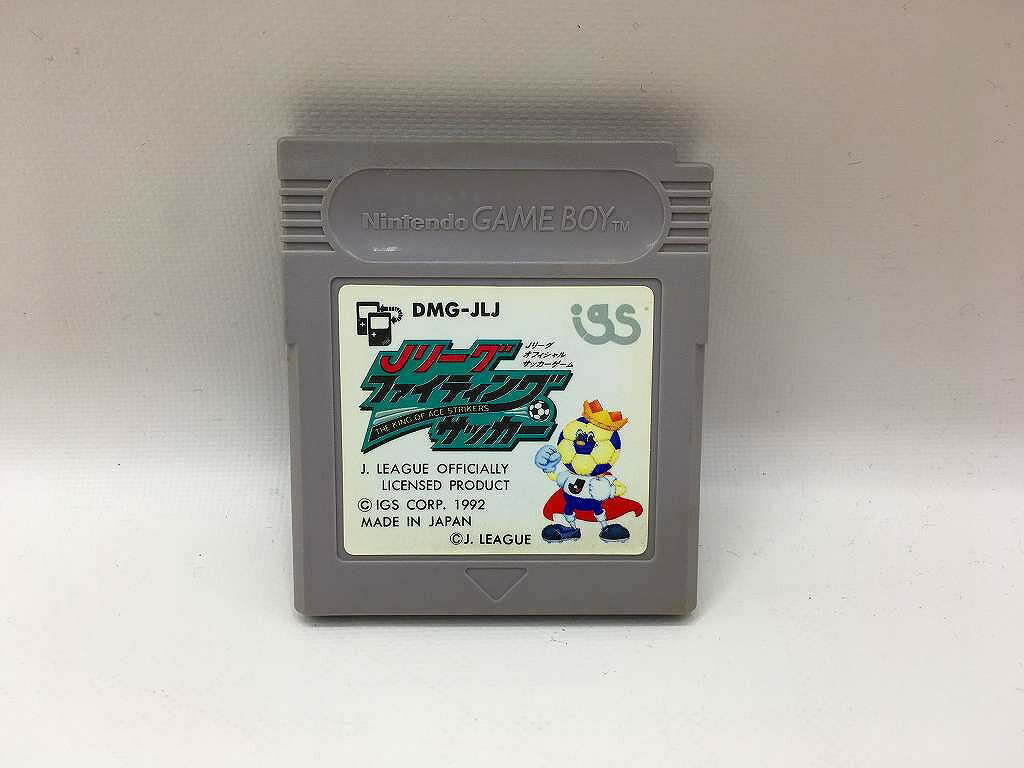 Nintendo GAME BOY TM
DMG-JLJ
igs
Jリーグ
オフィシャル
サッカーゲーム
Jリーグ
ファイティング
THE KING OF ACE STRIKERS
サッカー
J. LEAGUE OFFICIALLY
LICENSED PRODUCT
© IGS CORP. 1992
MADE IN JAPAN
©J. LEAGUE
J